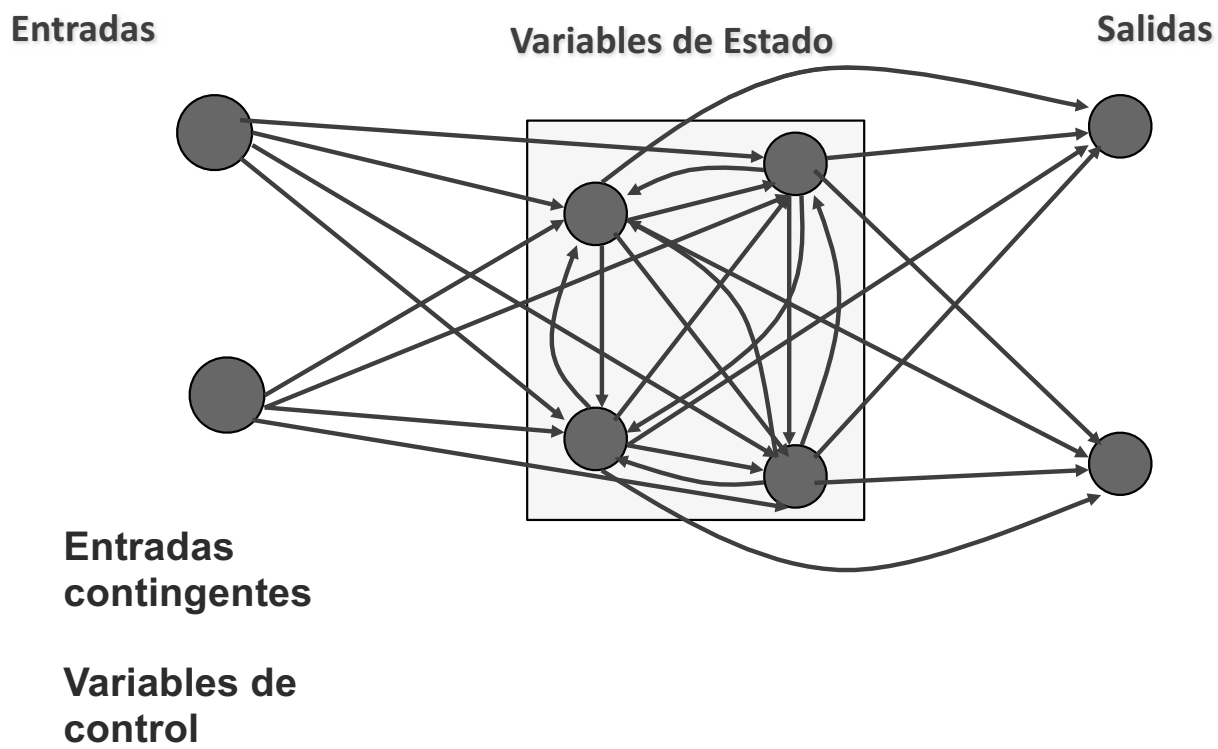 Entradas
Variables de Estado
Salidas
Entradas
contingentes
Variables de
control